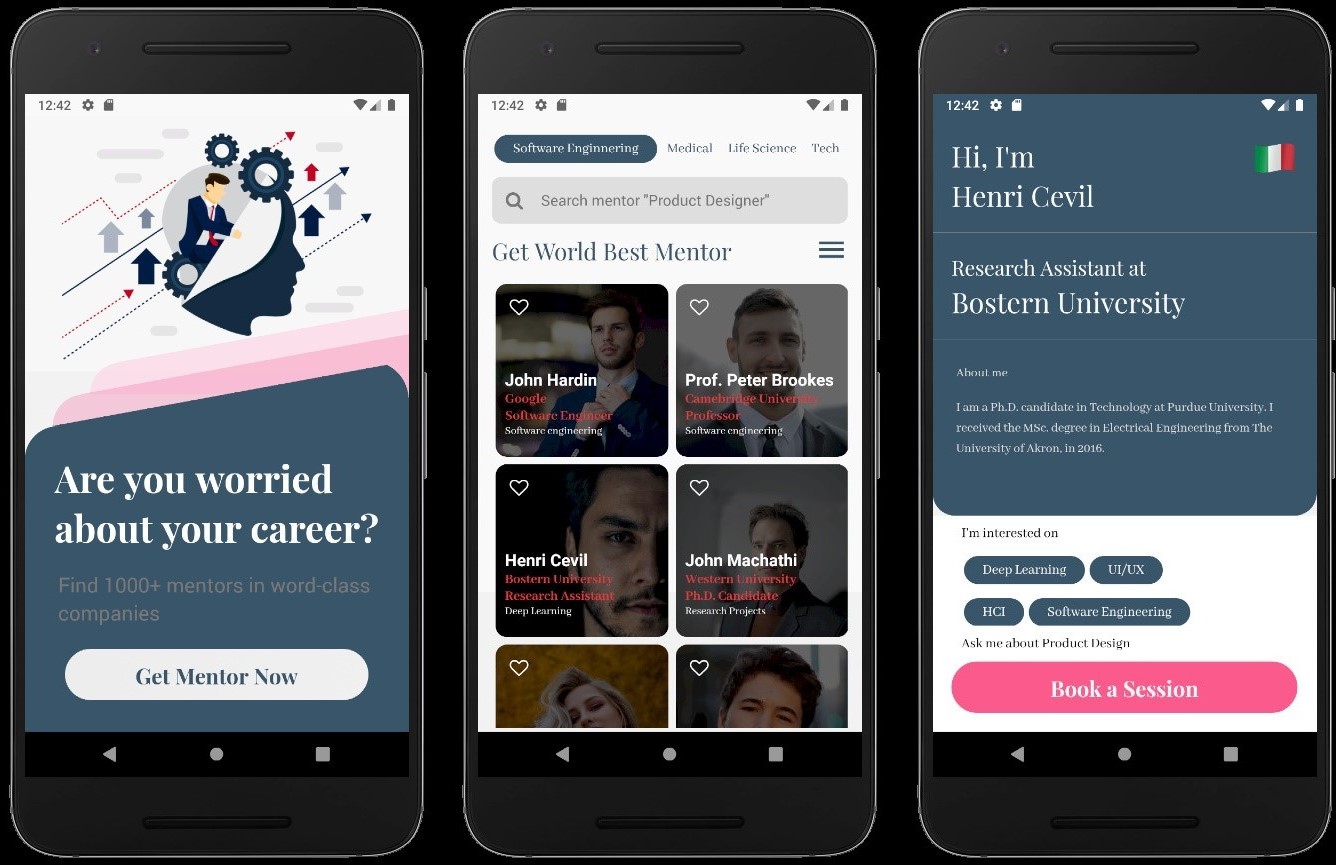 12:42
Are you worried
about your career?
Find 1000+ mentors in word-class
companies
Get Mentor Now
12:42
Software Enginnering Medical Life Science Tech
Search mentor "Product Designer"
Get World Best Mentor
John Hardin
Google
Software Engineer
Software engineering
Prof. Peter Brookes
Camebridge University
Professor
Software engineering
Henri Cevil
Bostern University
Research Assistant
Deep Learning
John Machathi
Western University
Ph.D. Candidate
Research Projects
12:42
Hi, I'm
Henri Cevil
Research Assistant at
Bostern University
About me
I am a Ph.D. candidate in Technology at Purdue University. I
received the MSc. degree in Electrical Engineering from The
University of Akron, in 2016.
I'm interested on
Deep Learning UI/UX
HCI Software Engineering
Ask me about Product Design
Book a Session